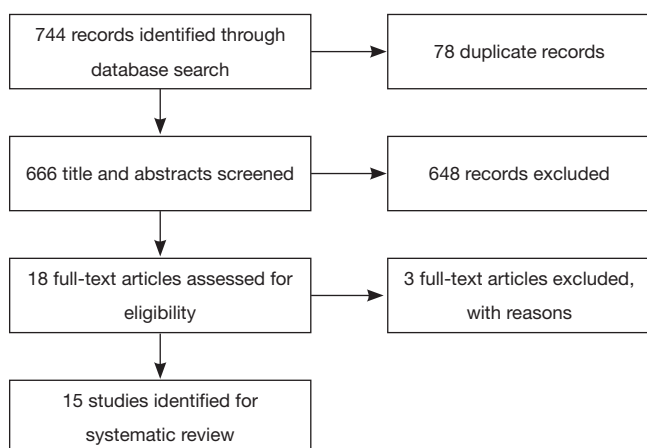 744 records identified through
database search
78 duplicate records
666 title and abstracts screened
648 records excluded
18 full-text articles assessed for
eligibility
3 full-text articles excluded,
with reasons
15 studies identified for
systematic review